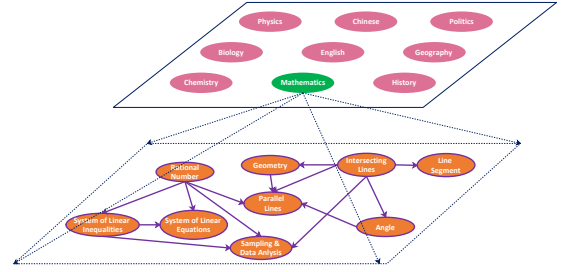 Physics
Chinese
Politics
Biology
English
Geography
Chemistry
Mathematics
History
Rational
Number
Geometry
Intersecting
Lines
Line
Segment
Parallel
Lines
System of Linear
Inequalities
System of Linear
Equations
Angle
Sampling &
Data Anlysis